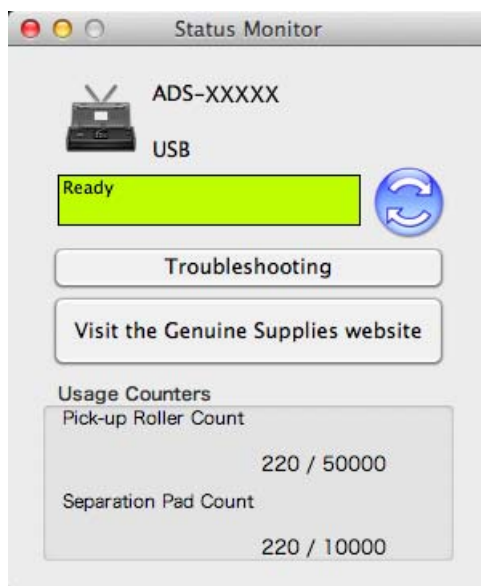 Status Monitor
ADS-XXXXX
USB
Ready
Troubleshooting
Visit the Genuine Supplies website
Usage Counters
Pick-up Roller Count
220 / 50000
Separation Pad Count
220 / 10000